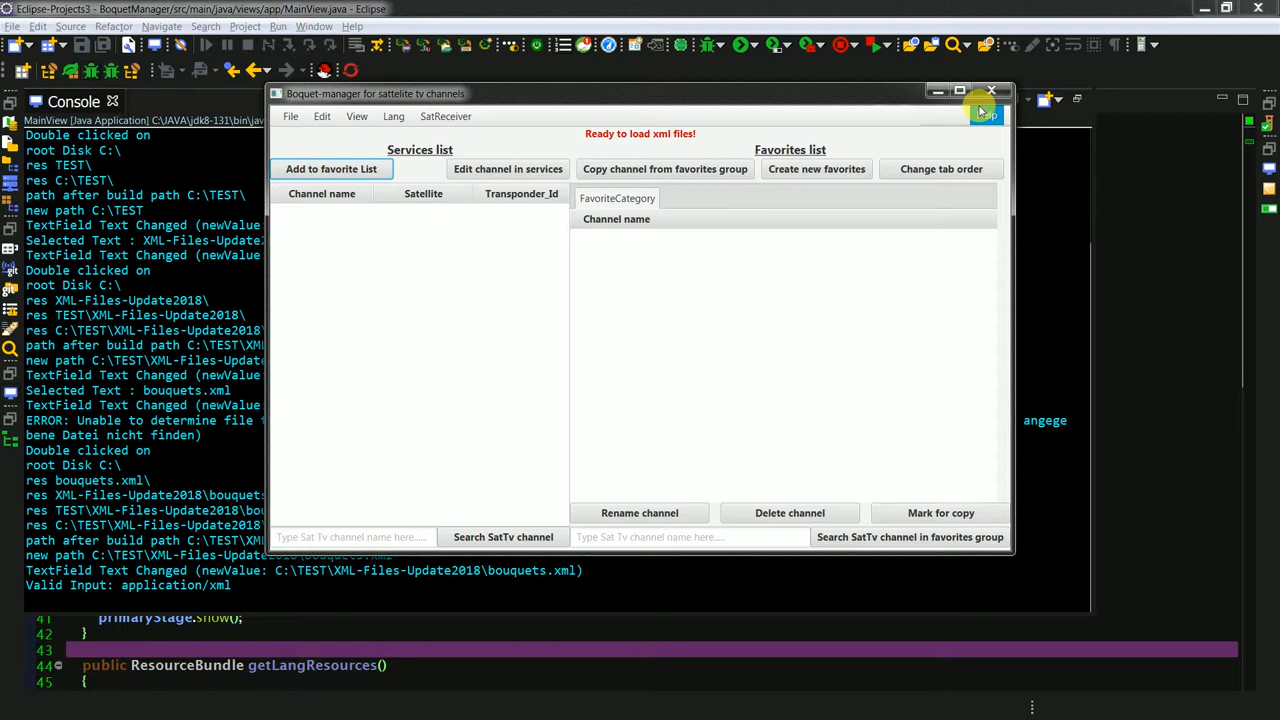 Eclipse-Projects3 - BoquetManager/src/main/java/views/app/MainView.java - Eclipse
File Edit Source Refactor Navigate Search Project Run Window Help
Console
MainView [Java Application] C:\JAVA\jdk8-131\bin\jav
Double clicked on
root Disk C:\
res TEST\
res C:\TEST\
path after build path C:\TEST\
new path C:\TEST
TextField Text Changed (newValue
Selected Text : XML-Files-Update2018
TextField Text Changed (newValue
Double clicked on
root Disk C:\
res XML-Files-Update2018\
res TEST\XML-Files-Update2018\
res C:\TEST\XML-Files-Update2018\
path after build path C:\TEST\XML
new path C:\TEST\XML-Files-Update
TextField Text Changed (newValue
Selected Text : bouquets.xml
TextField Text Changed (newValue
ERROR: Unable to determine file angege
bene Datei nicht finden)
Double clicked on
root Disk C:\
res bouquets.xml\
res XML-Files-Update2018\bouquets
res TEST\XML-Files-Update2018\bou
res C:\TEST\XML-Files-Update2018\
path after build path C:\TEST\XML
new path C:\TEST\XML-Files-Update2018\bouquets.xml
TextField Text Changed (newValue: C:\TEST\XML-Files-Update2018\bouquets.xml)
Valid Input: application/xml
41 primaryStage.show();
42 }
43
44 public ResourceBundle getLangResources()
45 {
Boquet-manager for sattelite tv channels
File Edit View Lang SatReceiver Help
Ready to load xml files!
Services list Favorites list
Add to favorite List Edit channel in services Copy channel from favorites group Create new favorites Change tab order
Channel name Satellite Transponder_Id FavoriteCategory
Channel name
Rename channel Delete channel Mark for copy
Type Sat Tv channel name here..... Search SatTv channel Type Sat Tv channel name here..... Search SatTv channel in favorites group